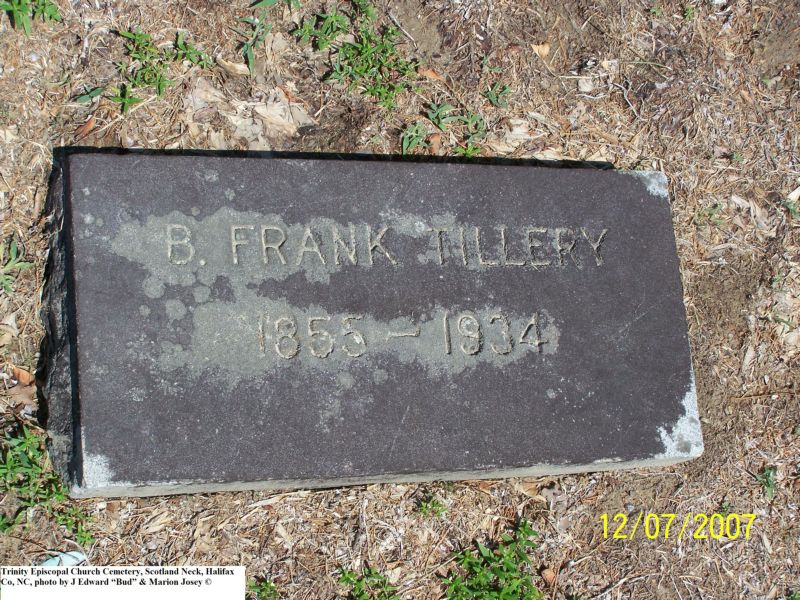 B. FRANK TILLERY
1855 – 1934
12/07/2007
Trinity Episcopal Church Cemetery, Scotland Neck, Halifax
Co, NC, photo by J Edward “Bud” & Marion Josey ©